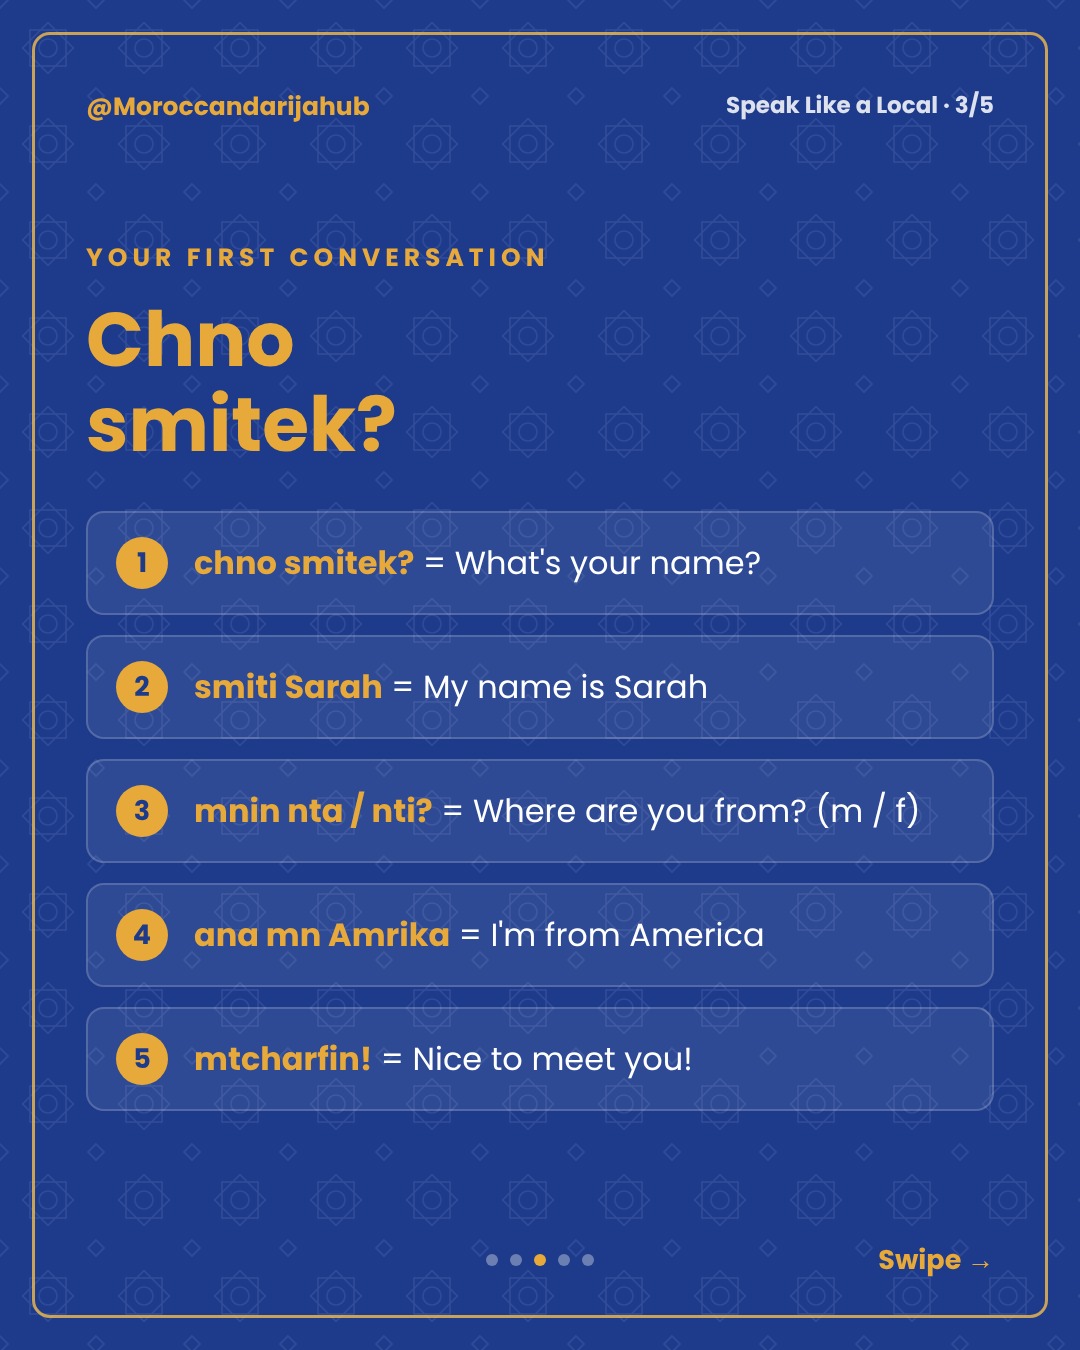 @Moroccandarijahub
Speak Like a Local · 3/5
YOUR FIRST CONVERSATION
Chno
smitek?
1 chno smitek? = What's your name?
2 smiti Sarah = My name is Sarah
3 mnin nta / nti? = Where are you from? (m / f)
4 ana mn Amrika = I'm from America
5 mtcharfin! = Nice to meet you!
Swipe →